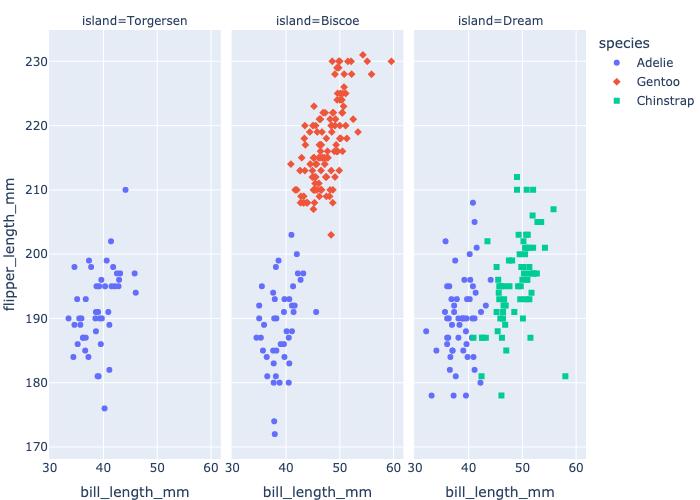 island=Torgersen
island=Biscoe
island=Dream
species
Adelie
Gentoo
Chinstrap
flipper_length_mm
230
220
210
200
190
180
170
30 40 50 60
30 40 50 60
30 40 50 60
bill_length_mm
bill_length_mm
bill_length_mm